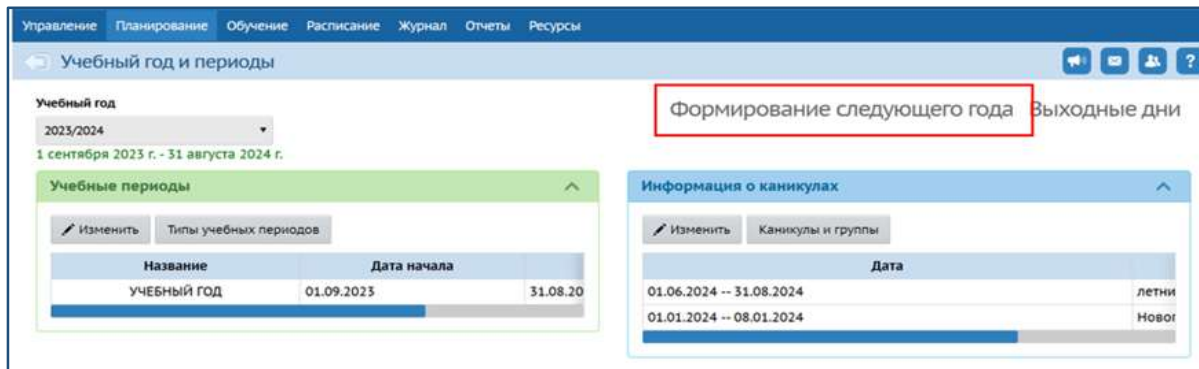 Управление Планирование Обучение Расписание Журнал Отчеты Ресурсы
Учебный год и периоды
?
Учебный год
Формирование следующего года Выходные дни
2023/2024
1 сентября 2023 г. - 31 августа 2024 г.
Учебные периоды
Изменить Типы учебных периодов
Название Дата начала
УЧЕБНЫЙ ГОД 01.09.2023 31.08.20
Информация о каникулах
Изменить Каникулы и группы
Дата
01.06.2024 -- 31.08.2024 летни
01.01.2024 -- 08.01.2024 Новог